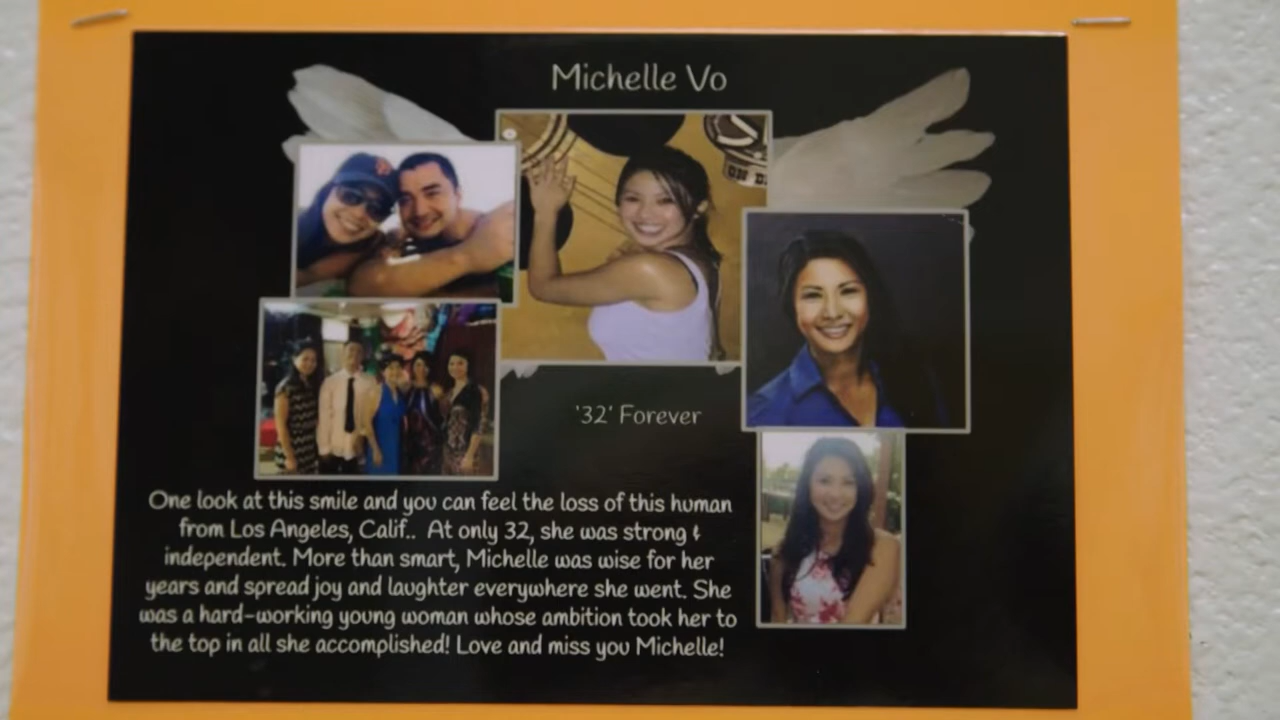 Michelle Vo
'32' Forever
One look at this smile and you can feel the loss of this human
from Los Angeles, Calif.. At only 32, she was strong &
independent. More than smart, Michelle was wise for her
years and spread joy and laughter everywhere she went. She
was a hard-working young woman whose ambition took her to
the top in all she accomplished! Love and miss you Michelle!